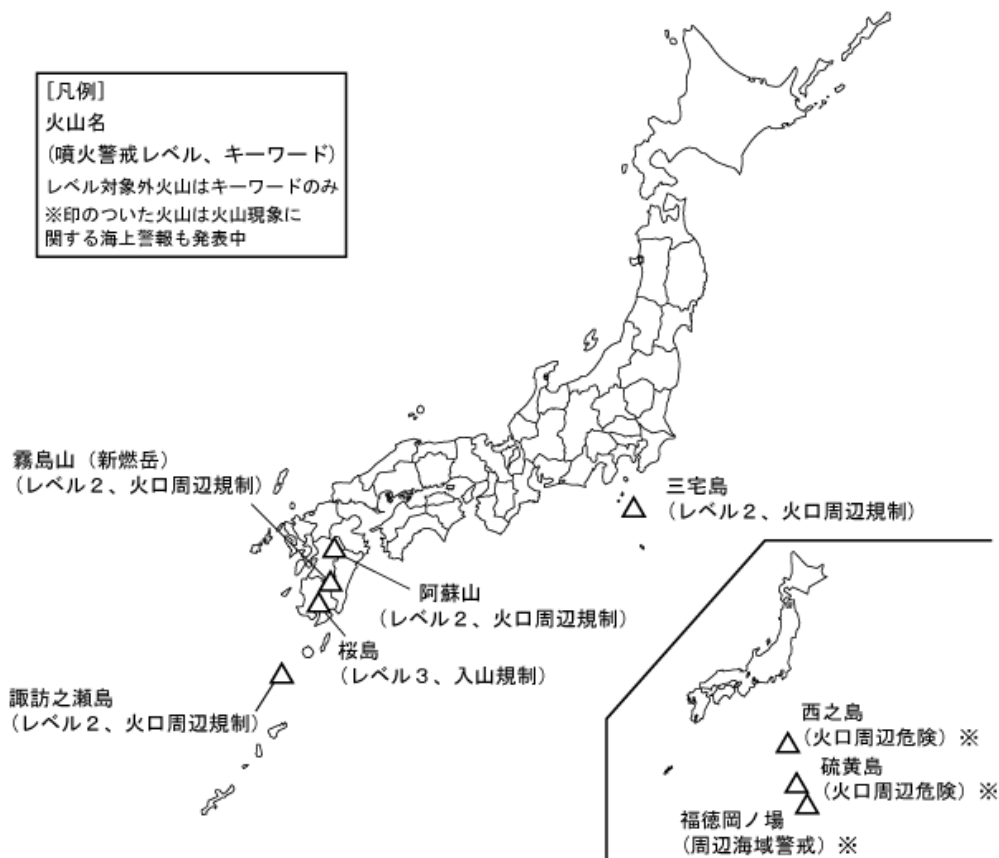 [凡例]
火山名
(噴火警戒レベル、キーワード)
レベル対象外火山はキーワードのみ
※印のついた火山は火山現象に
関する海上警報も発表中
霧島山（新燃岳）
(レベル２、火口周辺規制)
三宅島
(レベル２、火口周辺規制)
阿蘇山
(レベル２、火口周辺規制)
桜島
(レベル３、入山規制)
諏訪之瀬島
(レベル２、火口周辺規制)
西之島
(火口周辺危険) ※
硫黄島
(火口周辺危険) ※
福徳岡ノ場
(周辺海域警戒) ※